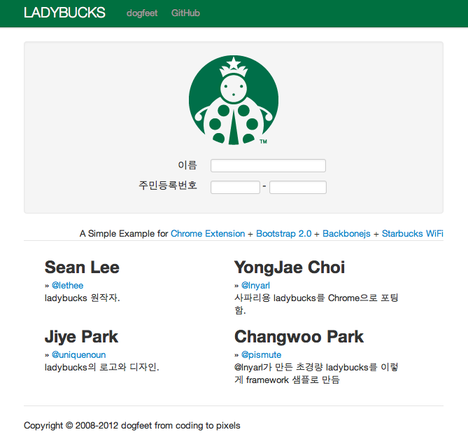 LADYBUCKS dogfeet GitHub
TM
이름
주민등록번호 -
A Simple Example for Chrome Extension + Bootstrap 2.0 + Backbonejs + Starbucks WiFi
Sean Lee
» @lethee
ladybucks 원작자.
YongJae Choi
» @lnyarl
사파리용 ladybucks를 Chrome으로 포팅
함.
Jiye Park
» @uniquenoun
ladybucks의 로고와 디자인.
Changwoo Park
» @pismute
@lnyarl가 만든 초경량 ladybucks를 이렇
게 framework 샘플로 만듬
Copyright © 2008-2012 dogfeet from coding to pixels